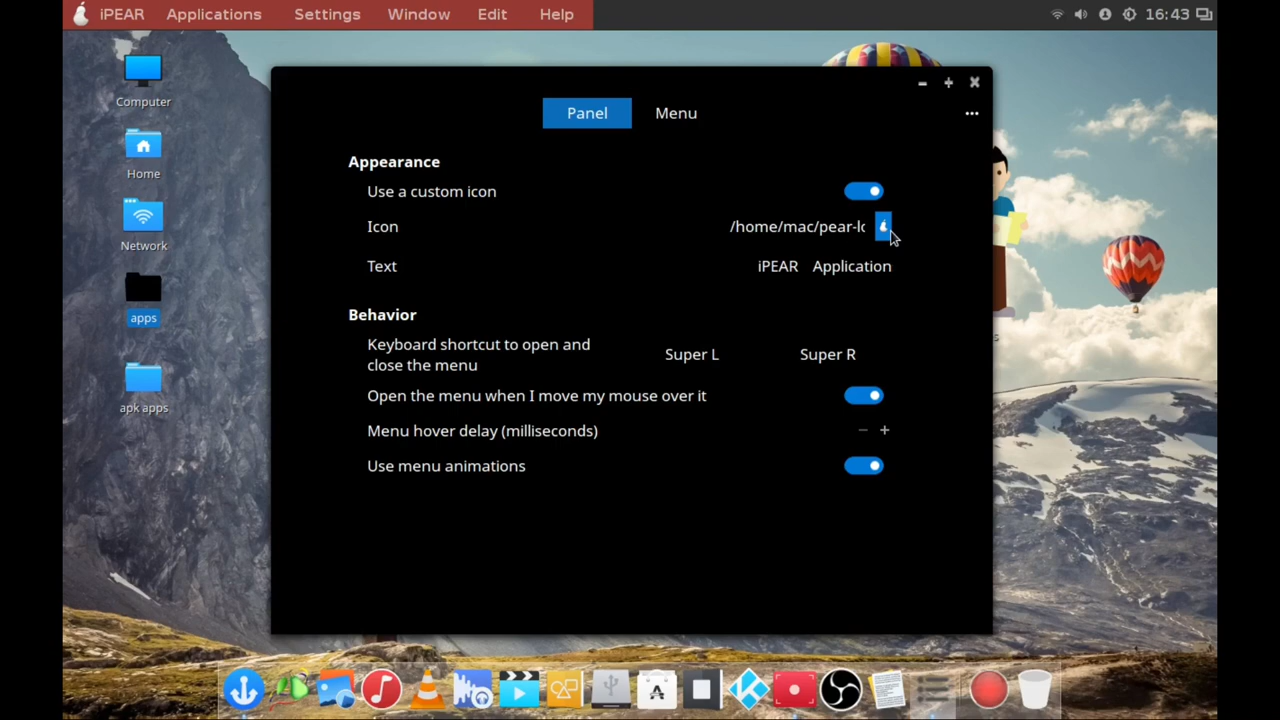 iPEAR Applications Settings Window Edit Help 16:43
Computer
Home
Network
apps
apk apps
Panel Menu
Appearance
Use a custom icon
Icon /home/mac/pear-lo
Text iPEAR Application
Behavior
Keyboard shortcut to open and
close the menu
Super L Super R
Open the menu when I move my mouse over it
Menu hover delay (milliseconds)
Use menu animations